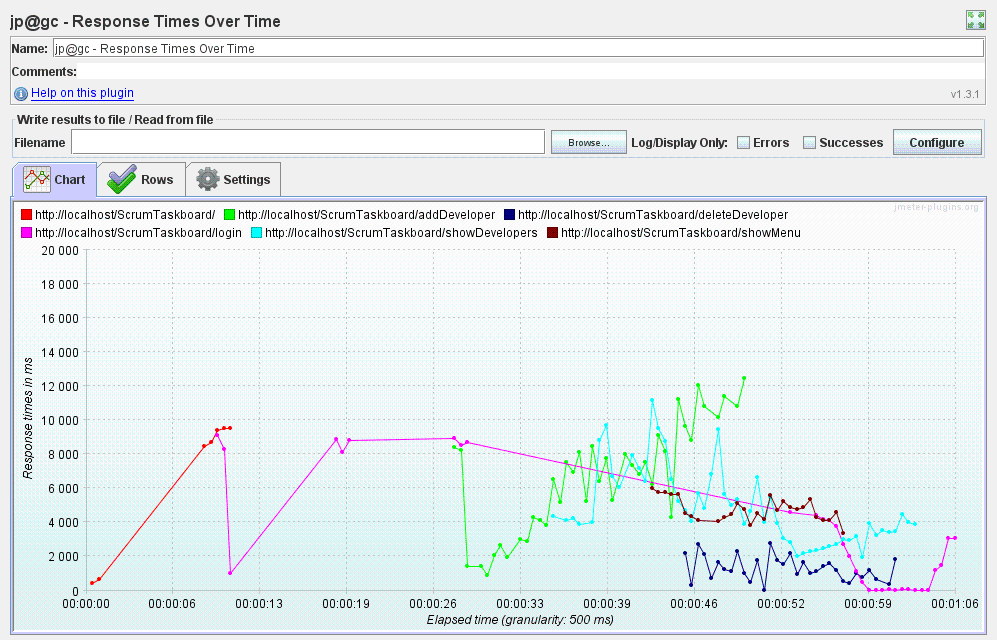 jp@gc - Response Times Over Time
Name: jp@gc - Response Times Over Time
Comments:
Help on this plugin v1.3.1
Write results to file / Read from file
Filename Browse... Log/Display Only: Errors Successes Configure
Chart Rows Settings
jmeter-plugins.org
http://localhost/ScrumTaskboard/ http://localhost/ScrumTaskboard/addDeveloper http://localhost/ScrumTaskboard/deleteDeveloper
http://localhost/ScrumTaskboard/login http://localhost/ScrumTaskboard/showDevelopers http://localhost/ScrumTaskboard/showMenu
20 000
18 000
16 000
14 000
12 000
10 000
8 000
6 000
4 000
2 000
0
Response times in ms
00:00:00 00:00:06 00:00:13 00:00:19 00:00:26 00:00:33 00:00:39 00:00:46 00:00:52 00:00:59 00:01:06
Elapsed time (granularity: 500 ms)